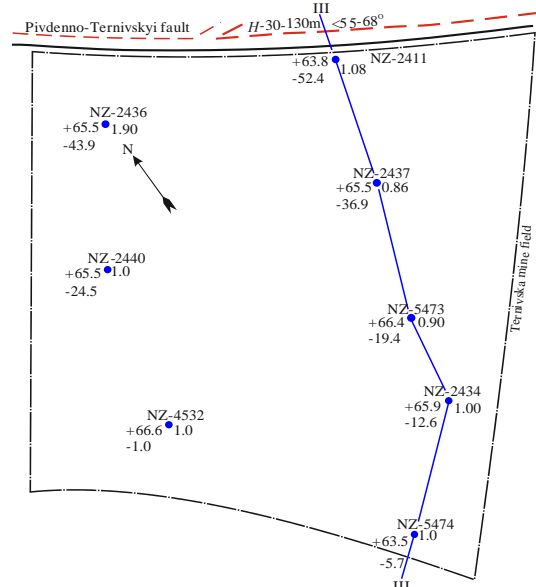 III
Pivdenno-Ternivskyi fault
H-30-130m <55-68°
+63.8
-52.4
1.08
NZ-2411
NZ-2436
+65.5
-43.9
1.90
N
NZ-2437
+65.5
-36.9
0.86
NZ-2440
+65.5
-24.5
1.0
Ternivska mine field
NZ-5473
+66.4
-19.4
0.90
NZ-2434
+65.9
-12.6
1.00
NZ-4532
+66.6
-1.0
1.0
NZ-5474
+63.5
-5.7
1.0
III